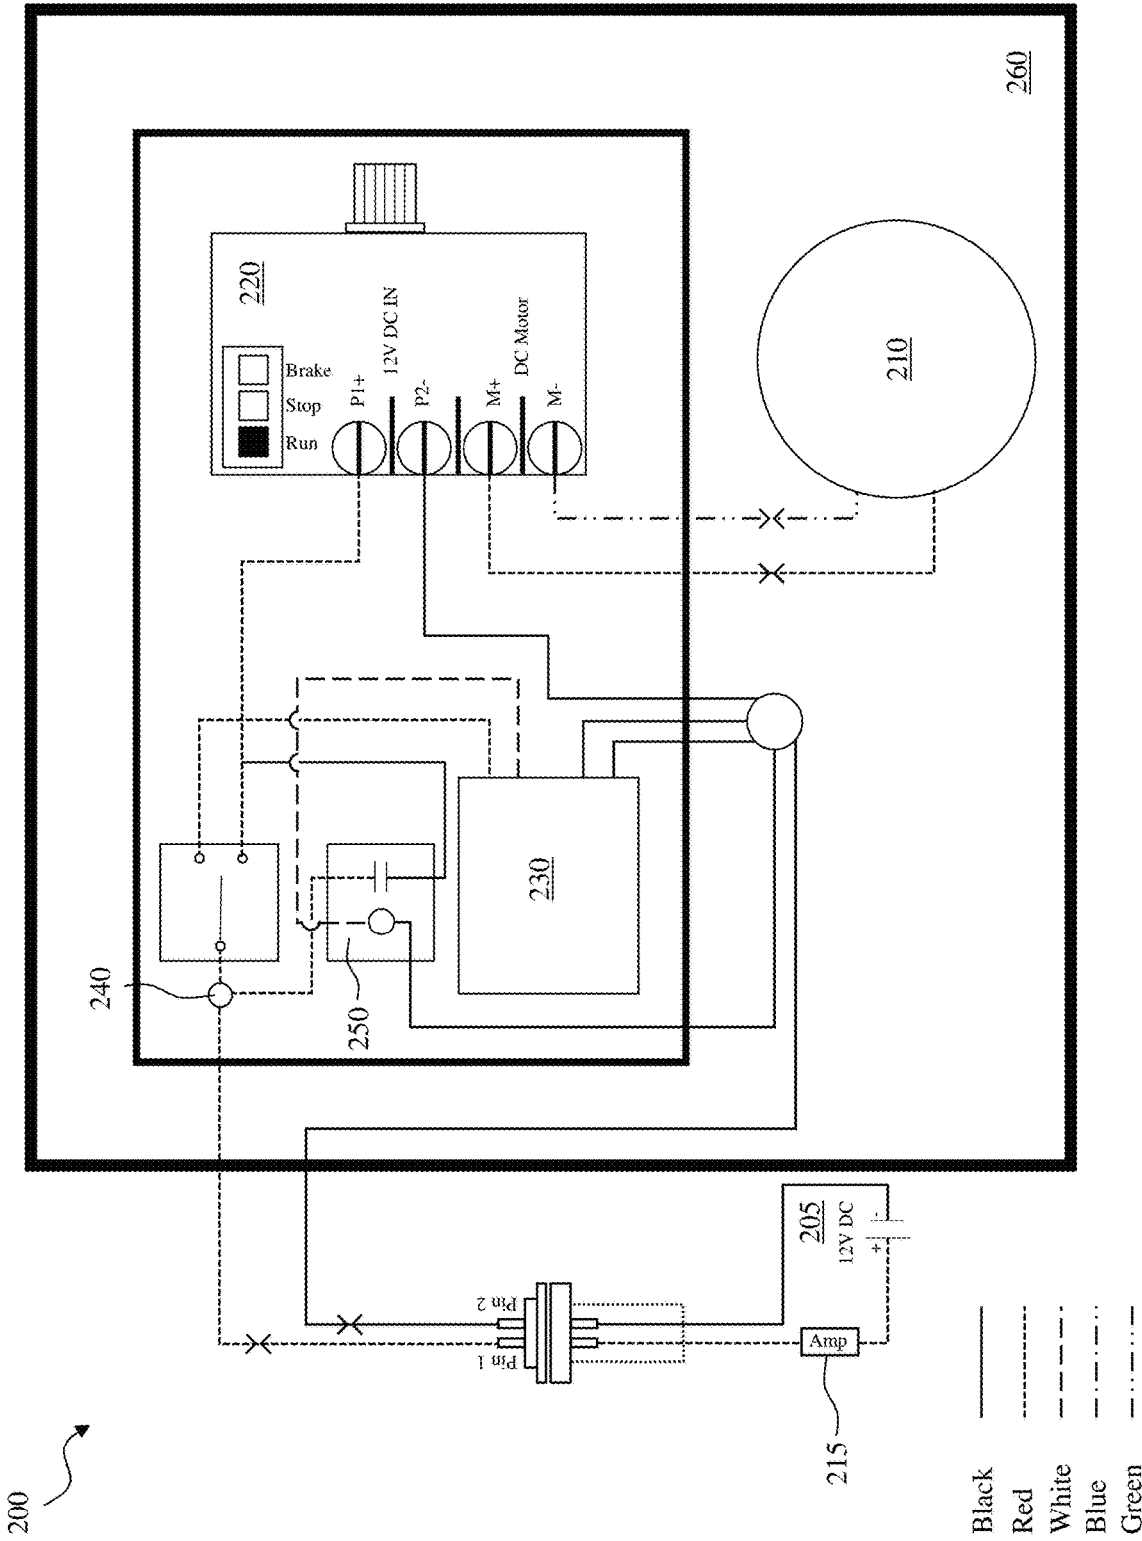 200
260
220
Brake
Stop
Run
P1+
12V DC IN
P2-
M+
DC Motor
M-
210
230
240
250
Pin 2
Pin 1
205
12V DC
+ -
Amp
215
Black
Red
White
Blue
Green